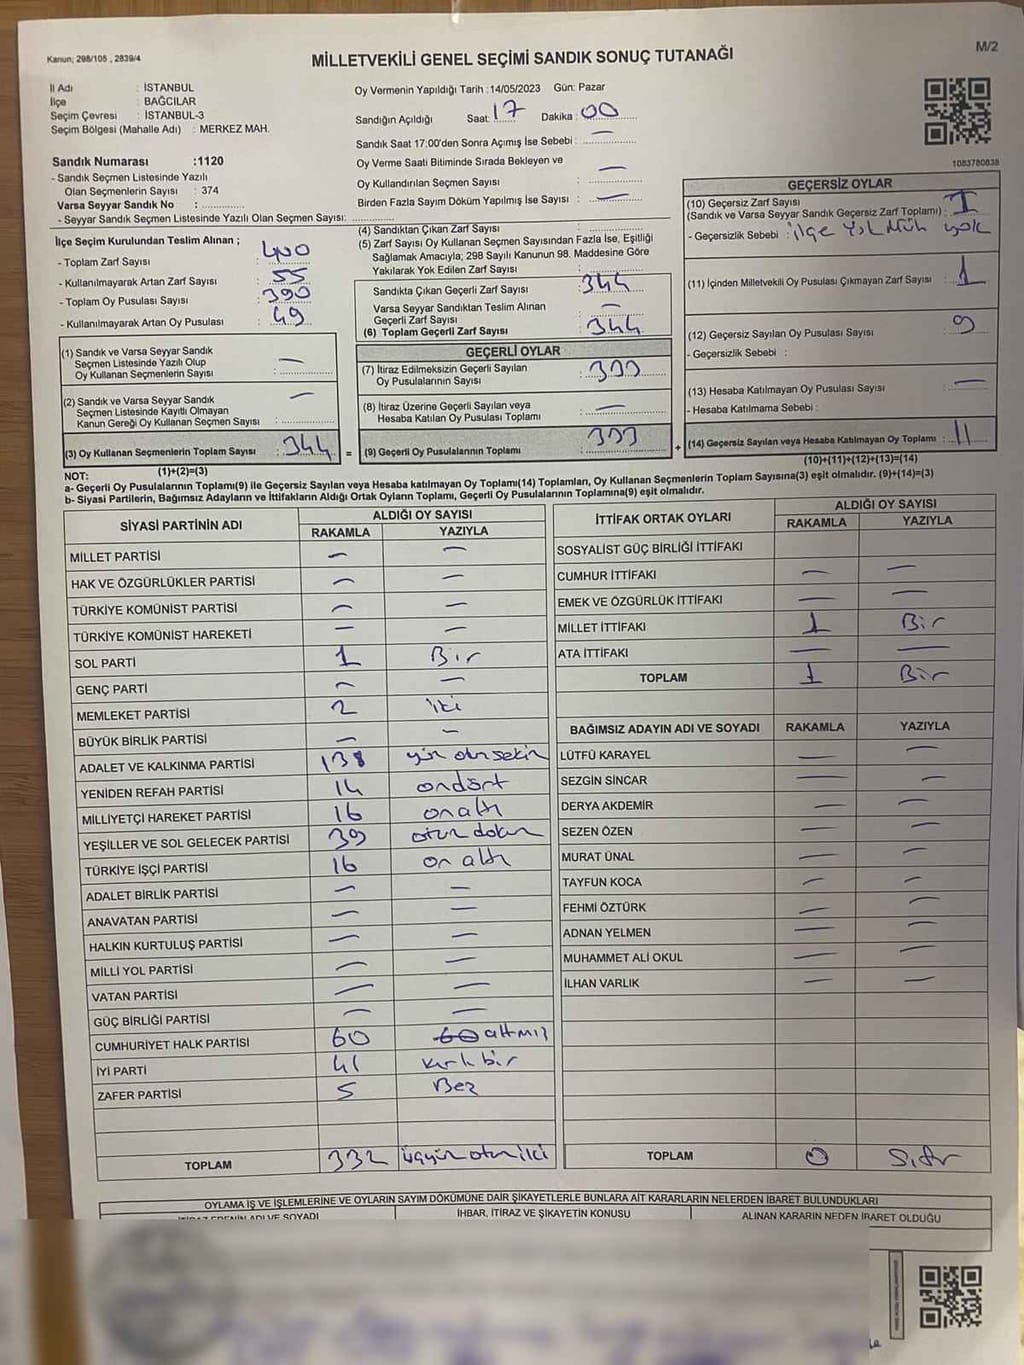 Kanun; 298/105 , 2839/4
MİLLETVEKİLİ GENEL SEÇİMİ SANDIK SONUÇ TUTANAĞI
M/2
İl Adı : İSTANBUL
İlçe : BAĞCILAR
Seçim Çevresi : İSTANBUL-3
Seçim Bölgesi (Mahalle Adı) : MERKEZ MAH.
Sandık Numarası :1120
- Sandık Seçmen Listesinde Yazılı
Olan Seçmenlerin Sayısı : 374
Varsa Seyyar Sandık No :
- Seyyar Sandık Seçmen Listesinde Yazılı Olan Seçmen Sayısı:
Oy Vermenin Yapıldığı Tarih :14/05/2023 Gün: Pazar
Sandığın Açıldığı Saat: 17 Dakika : 00
Sandık Saat 17:00'den Sonra Açımış İse Sebebi : —
Oy Verme Saati Bitiminde Sırada Bekleyen ve
Oy Kullandırılan Seçmen Sayısı : —
Birden Fazla Sayım Döküm Yapılmış İse Sayısı : —
1083780838
İlçe Seçim Kurulundan Teslim Alınan ;
- Toplam Zarf Sayısı : 400
- Kullanılmayarak Artan Zarf Sayısı : 55
- Toplam Oy Pusulası Sayısı : 390
- Kullanılmayarak Artan Oy Pusulası : 49
(1) Sandık ve Varsa Seyyar Sandık
Seçmen Listesinde Yazılı Olup
Oy Kullanan Seçmenlerin Sayısı : —
(2) Sandık ve Varsa Seyyar Sandık
Seçmen Listesinde Kayıtlı Olmayan
Kanun Gereği Oy Kullanan Seçmen Sayısı : —
(3) Oy Kullanan Seçmenlerin Toplam Sayısı : 344
(1)+(2)=(3)
(4) Sandıktan Çıkan Zarf Sayısı :
(5) Zarf Sayısı Oy Kullanan Seçmen Sayısından Fazla İse, Eşitliği
Sağlamak Amacıyla; 298 Sayılı Kanunun 98. Maddesine Göre
Yakılarak Yok Edilen Zarf Sayısı :
Sandıkta Çıkan Geçerli Zarf Sayısı : 344
Varsa Seyyar Sandıktan Teslim Alınan
Geçerli Zarf Sayısı : —
(6) Toplam Geçerli Zarf Sayısı : 344
GEÇERLİ OYLAR
(7) İtiraz Edilmeksizin Geçerli Sayılan
Oy Pusulalarının Sayısı : 333
(8) İtiraz Üzerine Geçerli Sayılan veya
Hesaba Katılan Oy Pusulası Toplamı : —
= (9) Geçerli Oy Pusulalarının Toplamı : 333 +
GEÇERSİZ OYLAR
(10) Geçersiz Zarf Sayısı
(Sandık ve Varsa Seyyar Sandık Geçersiz Zarf Toplamı) : 1
- Geçersizlik Sebebi : ilçe Ysk Müh yok
(11) İçinden Milletvekili Oy Pusulası Çıkmayan Zarf Sayısı : 1
(12) Geçersiz Sayılan Oy Pusulası Sayısı : 9
- Geçersizlik Sebebi :
(13) Hesaba Katılmayan Oy Pusulası Sayısı : —
- Hesaba Katılmama Sebebi :
(14) Geçersiz Sayılan veya Hesaba Katılmayan Oy Toplamı : 11
(10)+(11)+(12)+(13)=(14)
NOT:
a- Geçerli Oy Pusulalarının Toplamı(9) ile Geçersiz Sayılan veya Hesaba katılmayan Oy Toplamı(14) Toplamları, Oy Kullanan Seçmenlerin Toplam Sayısına(3) eşit olmalıdır. (9)+(14)=(3)
b- Siyasi Partilerin, Bağımsız Adayların ve İttifakların Aldığı Ortak Oyların Toplamı, Geçerli Oy Pusulalarının Toplamına(9) eşit olmalıdır.
SİYASİ PARTİNİN ADI ALDIĞI OY SAYISI
RAKAMLA YAZIYLA
MİLLET PARTİSİ — —
HAK VE ÖZGÜRLÜKLER PARTİSİ — —
TÜRKİYE KOMÜNİST PARTİSİ — —
TÜRKİYE KOMÜNİST HAREKETİ — —
SOL PARTİ 1 Bir
GENÇ PARTİ — —
MEMLEKET PARTİSİ 2 iki
BÜYÜK BİRLİK PARTİSİ — —
ADALET VE KALKINMA PARTİSİ 138 yüz otuz sekiz
YENİDEN REFAH PARTİSİ 14 ondört
MİLLİYETÇİ HAREKET PARTİSİ 16 on altı
YEŞİLLER VE SOL GELECEK PARTİSİ 39 otuz dokuz
TÜRKİYE İŞÇİ PARTİSİ 16 on altı
ADALET BİRLİK PARTİSİ — —
ANAVATAN PARTİSİ — —
HALKIN KURTULUŞ PARTİSİ — —
MİLLİ YOL PARTİSİ — —
VATAN PARTİSİ — —
GÜÇ BİRLİĞİ PARTİSİ — —
CUMHURİYET HALK PARTİSİ 60 60 altmış
İYİ PARTİ 41 kırk bir
ZAFER PARTİSİ 5 Beş
TOPLAM 332 üçyüz otuz iki
İTTİFAK ORTAK OYLARI ALDIĞI OY SAYISI
RAKAMLA YAZIYLA
SOSYALİST GÜÇ BİRLİĞİ İTTİFAKI
CUMHUR İTTİFAKI — —
EMEK VE ÖZGÜRLÜK İTTİFAKI — —
MİLLET İTTİFAKI 1 Bir
ATA İTTİFAKI — —
TOPLAM 1 Bir
BAĞIMSIZ ADAYIN ADI VE SOYADI RAKAMLA YAZIYLA
LÜTFÜ KARAYEL — —
SEZGİN SİNCAR — —
DERYA AKDEMİR — —
SEZEN ÖZEN — —
MURAT ÜNAL — —
TAYFUN KOCA — —
FEHMİ ÖZTÜRK — —
ADNAN YELMEN — —
MUHAMMET ALİ OKUL — —
İLHAN VARLIK — —
TOPLAM 0 Sıfır
OYLAMA İŞ VE İŞLEMLERİNE VE OYLARIN SAYIM DÖKÜMÜNE DAİR ŞİKAYETLERLE BUNLARA AİT KARARLARIN NELERDEN İBARET BULUNDUKLARI
İHBAR, İTİRAZ VE ŞİKAYETİN KONUSU ALINAN KARARIN NEDEN İBARET OLDUĞU